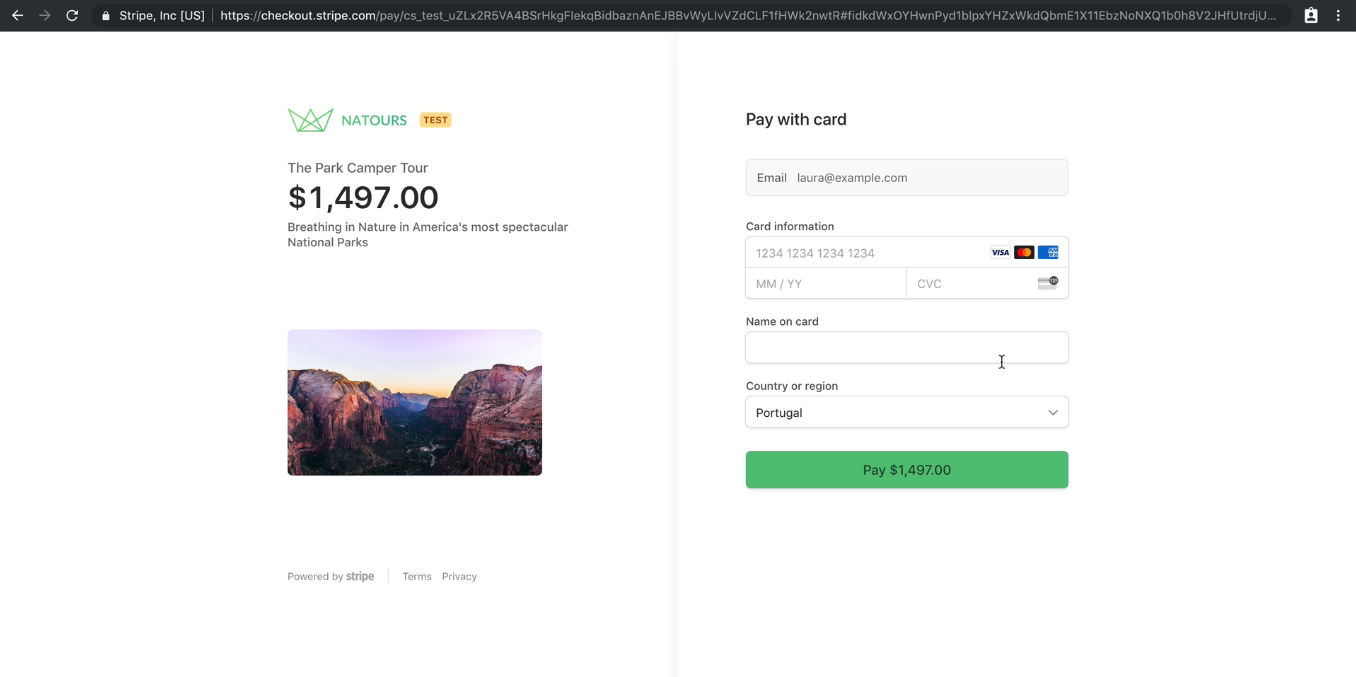 Stripe, Inc [US]
https://checkout.stripe.com/pay/cs_test_uZLx2R5VA4BSrHkgFlekqBidbaznAnEJBBvWyLlvVZdCLF1fHWk2nwtR#fidkdWxOYHwnPyd1blpxYHZxWkdQbmE1X11EbzNoNXQ1b0h8V2JHfUtrdjU...
NATOURS TEST
The Park Camper Tour
$1,497.00
Breathing in Nature in America's most spectacular
National Parks
Powered by stripe
Terms Privacy
Pay with card
Email laura@example.com
Card information
1234 1234 1234 1234 VISA
MM / YY CVC
Name on card
Country or region
Portugal
Pay $1,497.00